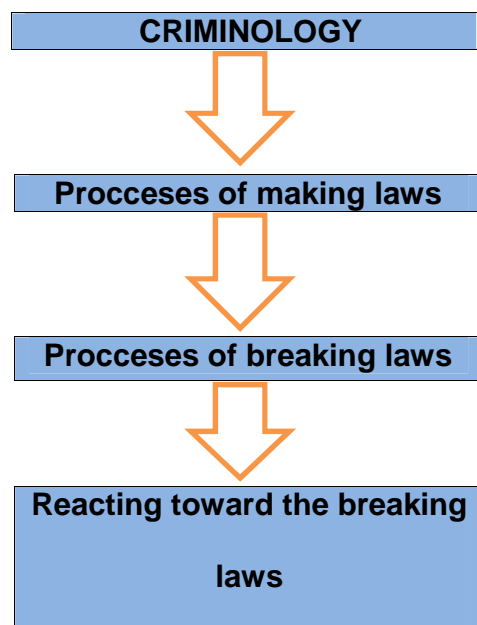 CRIMINOLOGY
Procceses of making laws
Procceses of breaking laws
Reacting toward the breaking
laws